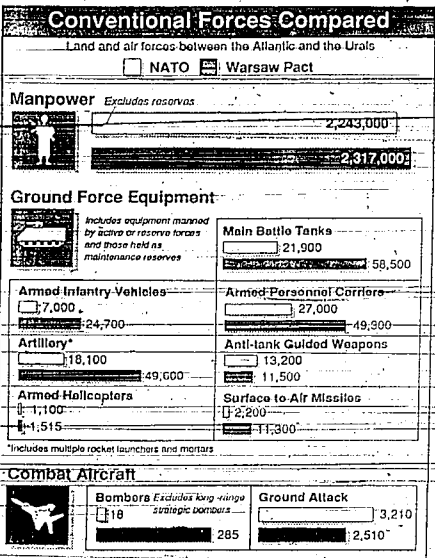 Conventional Forces Compared
Land and air forces between the Atlantic and the Urals
NATO Warsaw Pact
Manpower Excludes reserves
2,243,000
2,317,000
Ground Force Equipment
Includes equipment manned
by active or reserve forces
and those held as
maintenance reserves
Main Battle Tanks
21,900
58,500
Armed Infantry Vehicles
7,000
24,700
Armed Personnel Carriers
27,000
49,300
Artillery*
18,100
49,600
Anti-tank Guided Weapons
13,200
11,500
Armed Helicopters
1,100
1,515
Surface to Air Missiles
2,200
11,300
*Includes multiple rocket launchers and mortars
Combat Aircraft
Bombers Excludes long-range
strategic bombers
18
285
Ground Attack
3,210
2,510